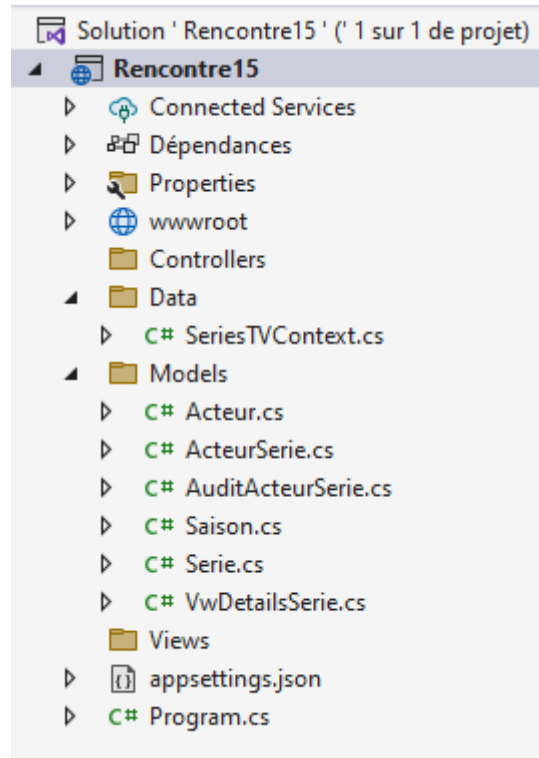 Solution ' Rencontre15 ' (' 1 sur 1 de projet)
Rencontre15
Connected Services
Dépendances
Properties
wwwroot
Controllers
Data
C# SeriesTVContext.cs
Models
C# Acteur.cs
C# ActeurSerie.cs
C# AuditActeurSerie.cs
C# Saison.cs
C# Serie.cs
C# VwDetailsSerie.cs
Views
appsettings.json
C# Program.cs